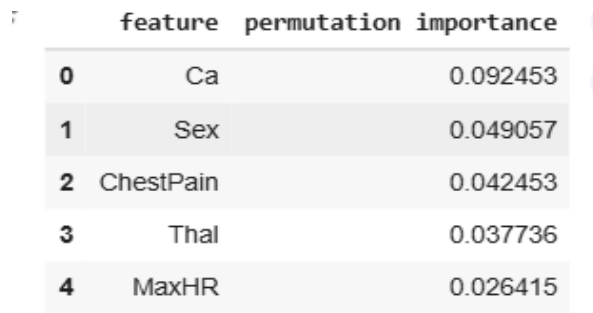 feature permutation importance
0 Ca 0.092453
1 Sex 0.049057
2 ChestPain 0.042453
3 Thal 0.037736
4 MaxHR 0.026415